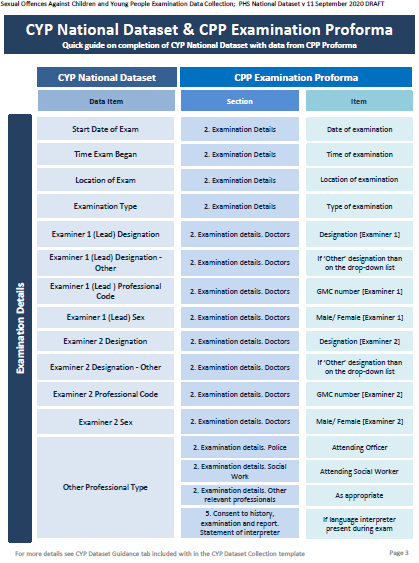 Sexual Offences Against Children and Young People Examination Data Collection; PHS National Dataset v 11 September 2020 DRAFT
CYP National Dataset & CPP Examination Proforma
Quick guide on completion of CYP National Dataset with data from CPP Proforma
CYP National Dataset
CPP Examination Proforma
Data Item
Section
Item
Examination Details
Start Date of Exam
2. Examination Details
Date of examination
Time Exam Began
2. Examination Details
Time of examination
Location of Exam
2. Examination Details
Location of examination
Examination Type
2. Examination Details
Type of examination
Examiner 1 (Lead) Designation
2. Examination details. Doctors
Designation [Examiner 1]
Examiner 1 (Lead) Designation -
Other
2. Examination details. Doctors
If 'Other' designation than
on the drop-down list
Examiner 1 (Lead ) Professional
Code
2. Examination details. Doctors
GMC number [Examiner 1]
Examiner 1 (Lead) Sex
2. Examination details. Doctors
Male/ Female [Examiner 1]
Examiner 2 Designation
2. Examination details. Doctors
Designation [Examiner 2]
Examiner 2 Designation - Other
2. Examination details. Doctors
If 'Other' designation than
on the drop-down list
Examiner 2 Professional Code
2. Examination details. Doctors
GMC number [Examiner 2]
Examiner 2 Sex
2. Examination details. Doctors
Male/ Female [Examiner 2]
Other Professional Type
2. Examination details. Police
Attending Officer
2. Examination details. Social
Work
Attending Social Worker
2. Examination details. Other
relevant professionals
As appropriate
5. Consent to history,
examination and report.
Statement of interpreter
If language interpreter
present during exam
For more details see CYP Dataset Guidance tab included with in the CYP Dataset Collection template
Page 3